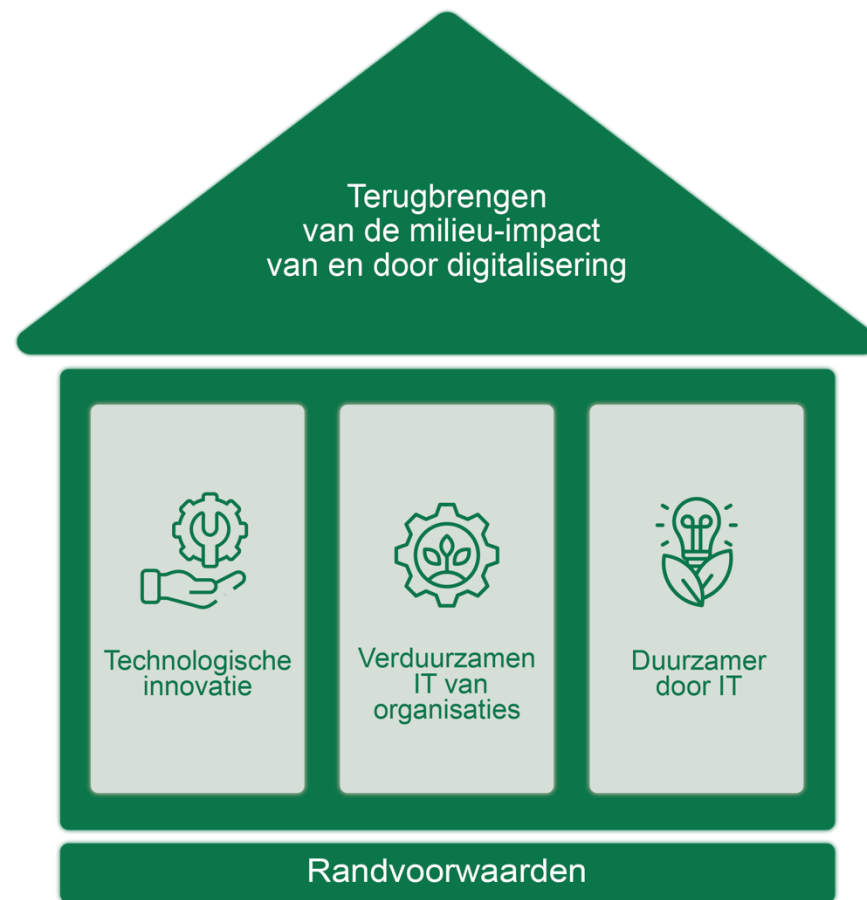 Terugbrengen
van de milieu-impact
van en door digitalisering
Technologische
innovatie
Verduurzamen
IT van
organisaties
Duurzamer
door IT
Randvoorwaarden